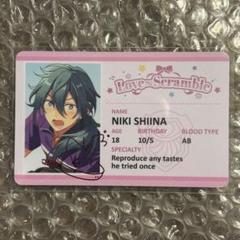 Love♡Scramble
NAME
NIKI SHIINA
AGE BIRTHDAY BLOOD TYPE
18 10/5 AB
SPECIALTY
Reproduce any tastes
he tried once